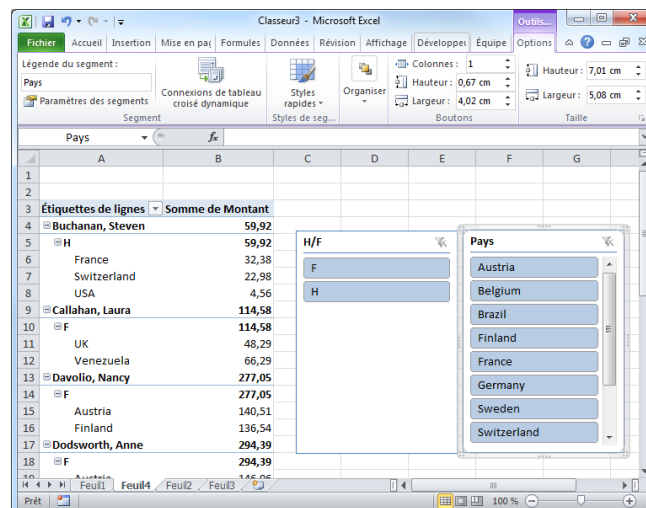 Classeur3 - Microsoft Excel
Outils...
Fichier Accueil Insertion Mise en pag Formules Données Révision Affichage Développeu Équipe Options
Légende du segment :
Pays
Paramètres des segments
Segment
Connexions de tableau
croisé dynamique
Styles
rapides
Styles de seg...
Organiser
Colonnes : 1
Hauteur : 0,67 cm
Largeur : 4,02 cm
Boutons
Hauteur : 7,01 cm
Largeur : 5,08 cm
Taille
Pays fx
A B C D E F G
1
2
3 Étiquettes de lignes Somme de Montant
4 Buchanan, Steven 59,92
5 H 59,92
6 France 32,38
7 Switzerland 22,98
8 USA 4,56
9 Callahan, Laura 114,58
10 F 114,58
11 UK 48,29
12 Venezuela 66,29
13 Davolio, Nancy 277,05
14 F 277,05
15 Austria 140,51
16 Finland 136,54
17 Dodsworth, Anne 294,39
18 F 294,39
19 Austria 146,06
H/F
F
H
Pays
Austria
Belgium
Brazil
Finland
France
Germany
Sweden
Switzerland
Feuil1 Feuil4 Feuil2 Feuil3
Prêt 100 %